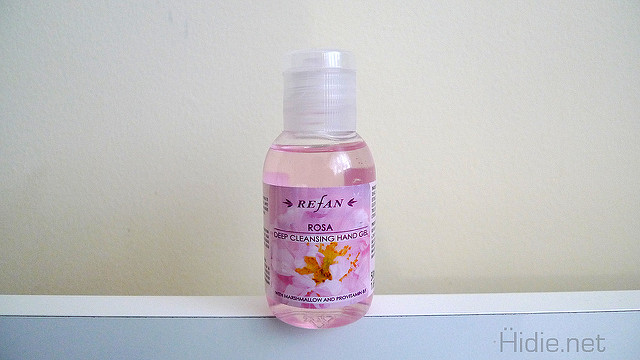 REfAN
ROSA
DEEP CLEANSING HAND GEL
WITH MARSHMALLOW AND PROVITAMIN B5
Hidie.net